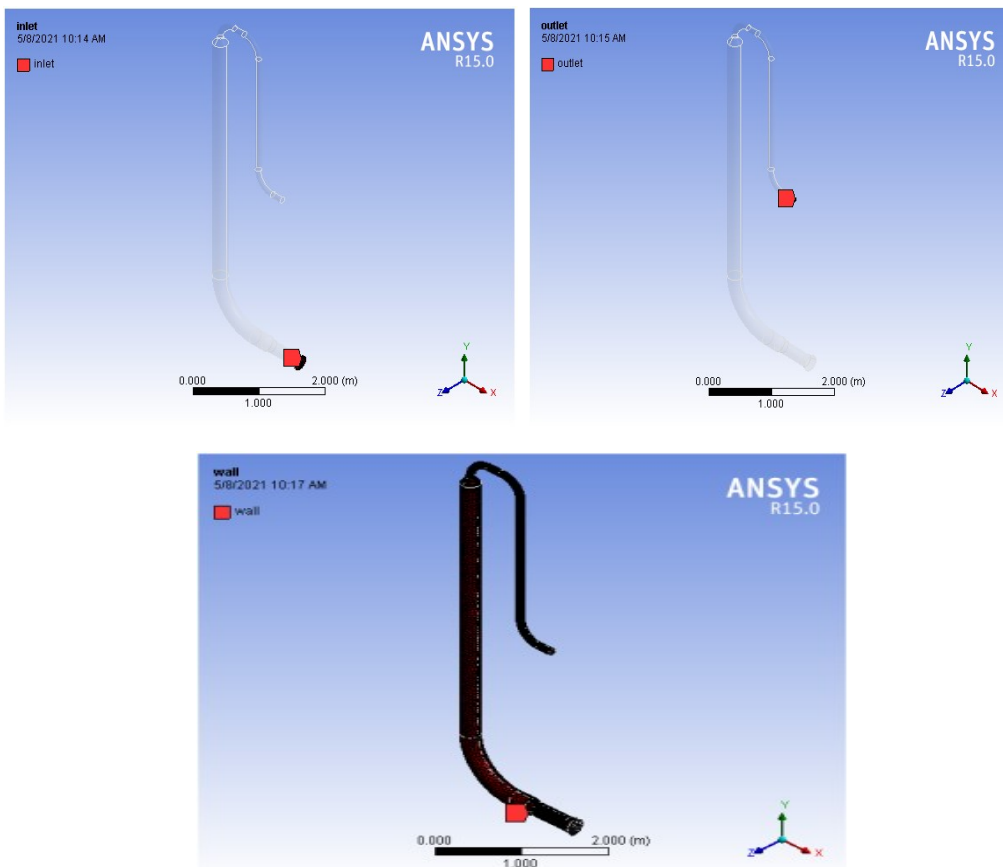 inlet
5/8/2021 10:14 AM
inlet
ANSYS
R15.0
0.000
2.000 (m)
1.000
Y
Z
X
outlet
5/8/2021 10:15 AM
outlet
ANSYS
R15.0
0.000
2.000 (m)
1.000
Y
Z
X
wall
5/8/2021 10:17 AM
wall
ANSYS
R15.0
0.000
2.000 (m)
1.000
Y
Z
X